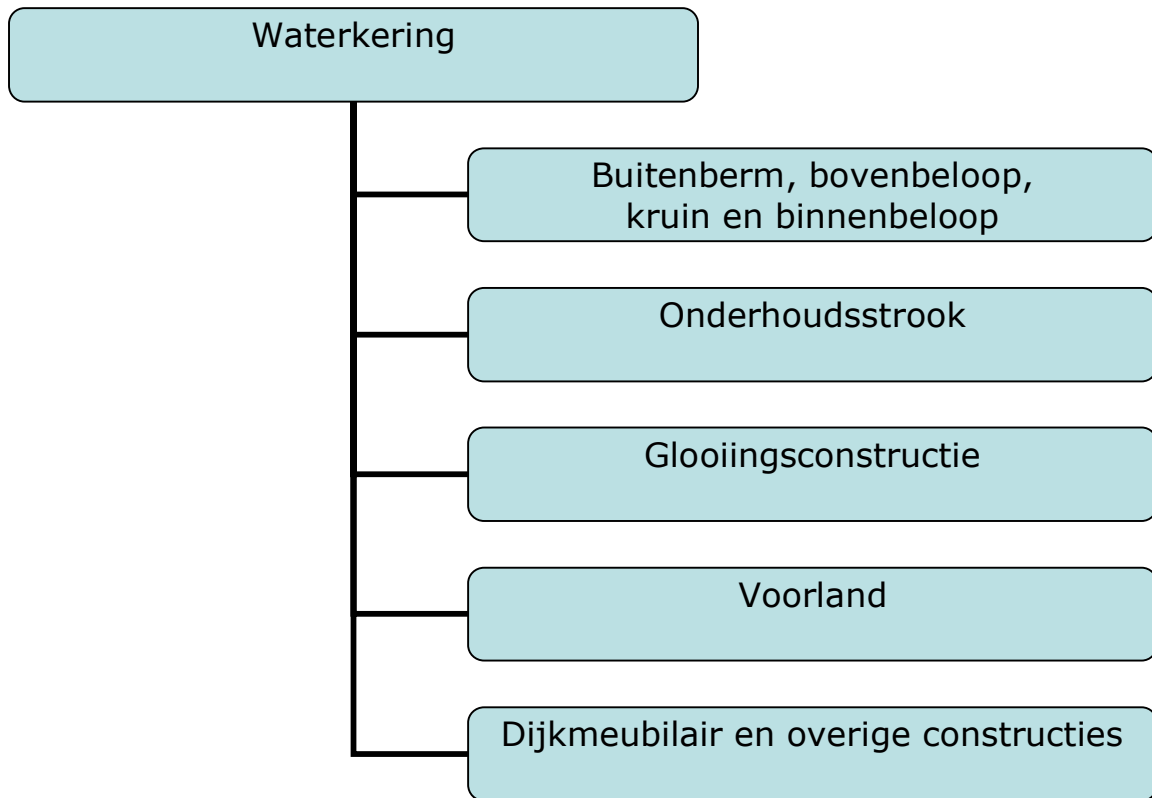 Waterkering
Buitenberm, bovenbeloop,
kruin en binnenbeloop
Onderhoudsstrook
Glooiingsconstructie
Voorland
Dijkmeubilair en overige constructies